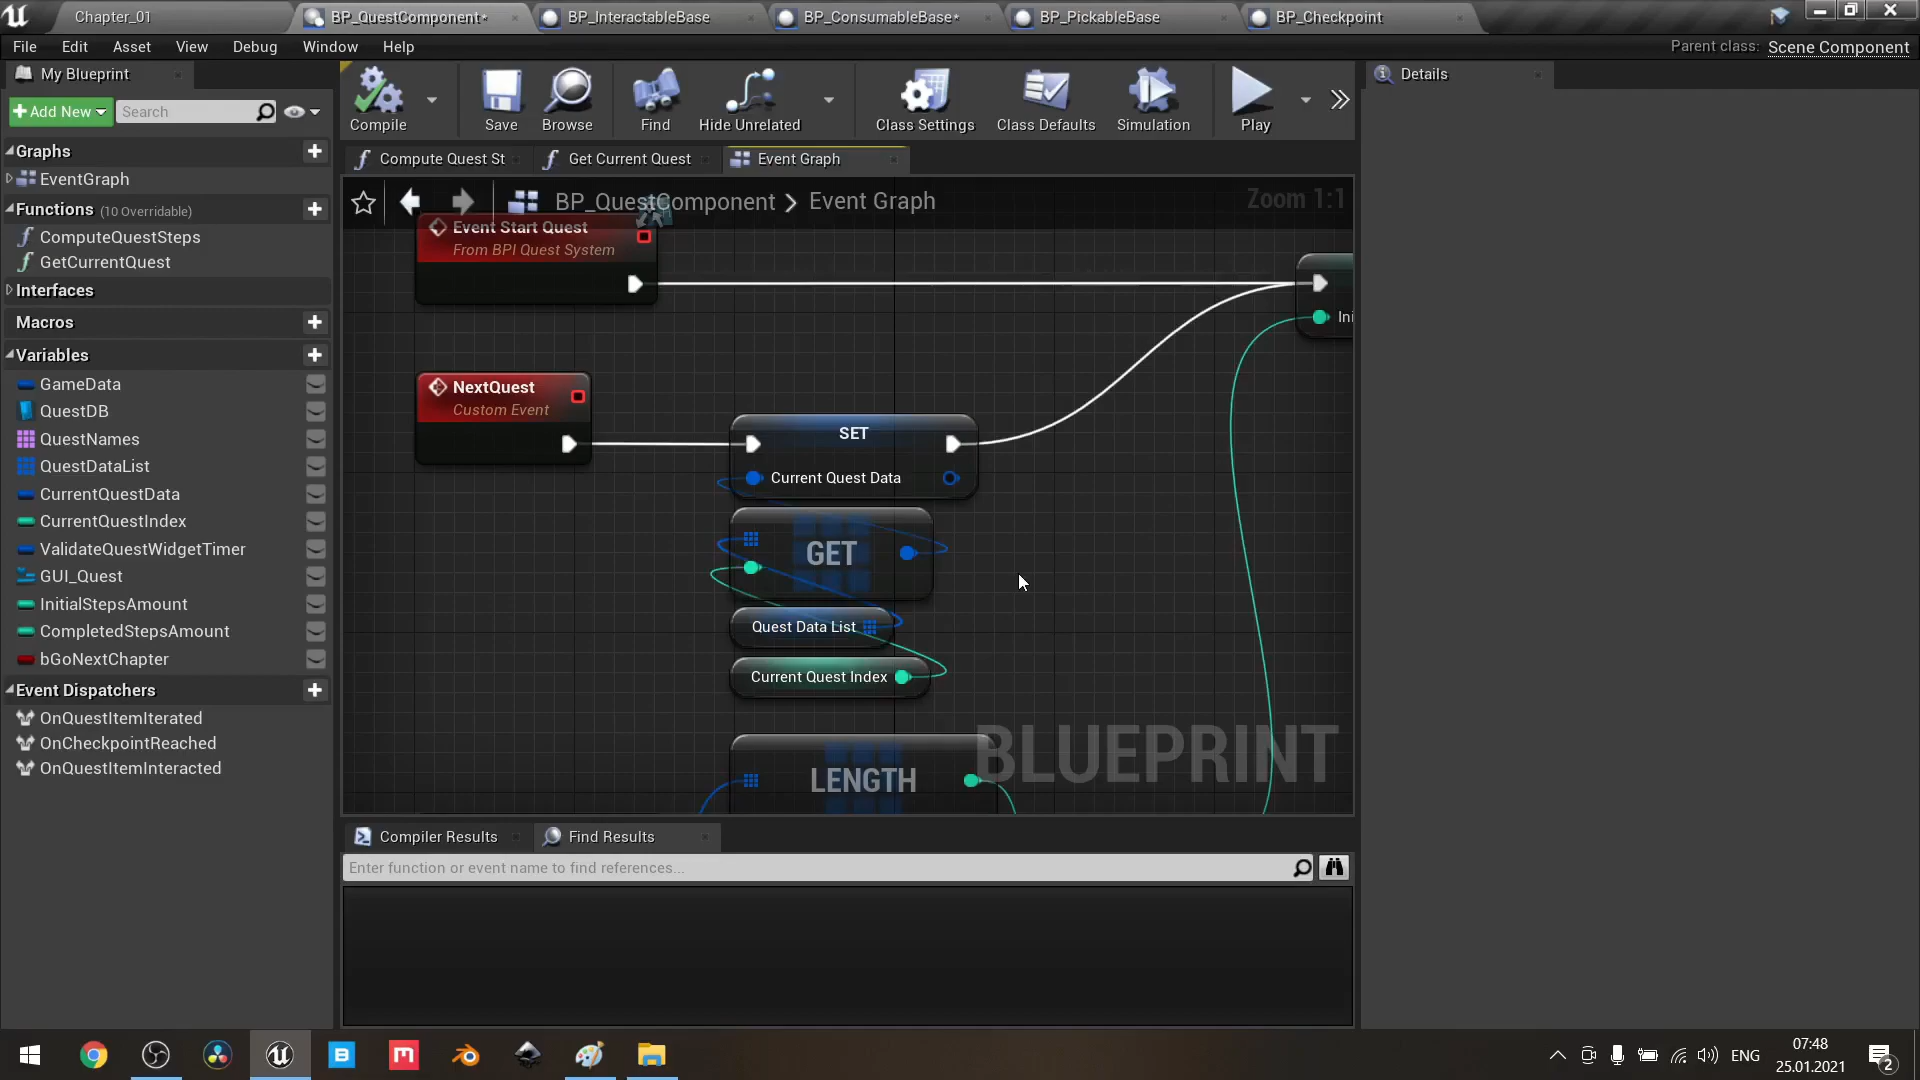 Chapter_01
BP_QuestComponent*
BP_InteractableBase
BP_ConsumableBase*
BP_PickableBase
BP_Checkpoint
File
Edit
Asset
View
Debug
Window
Help
Parent class:
Scene Component
My Blueprint
Add New
Search
Compile
Save
Browse
Find
Hide Unrelated
Class Settings
Class Defaults
Simulation
Play
Details
Graphs
EventGraph
Functions (10 Overridable)
ComputeQuestSteps
GetCurrentQuest
Interfaces
Macros
Variables
GameData
QuestDB
QuestNames
QuestDataList
CurrentQuestData
CurrentQuestIndex
ValidateQuestWidgetTimer
GUI_Quest
InitialStepsAmount
CompletedStepsAmount
bGoNextChapter
Event Dispatchers
OnQuestItemIterated
OnCheckpointReached
OnQuestItemInteracted
Compute Quest St
Get Current Quest
Event Graph
BP_QuestComponent > Event Graph
Zoom 1:1
Event Start Quest
From BPI Quest System
Ini
NextQuest
Custom Event
SET
Current Quest Data
GET
Quest Data List
Current Quest Index
LENGTH
BLUEPRINT
Compiler Results
Find Results
Enter function or event name to find references...
ENG
07:48
25.01.2021
2